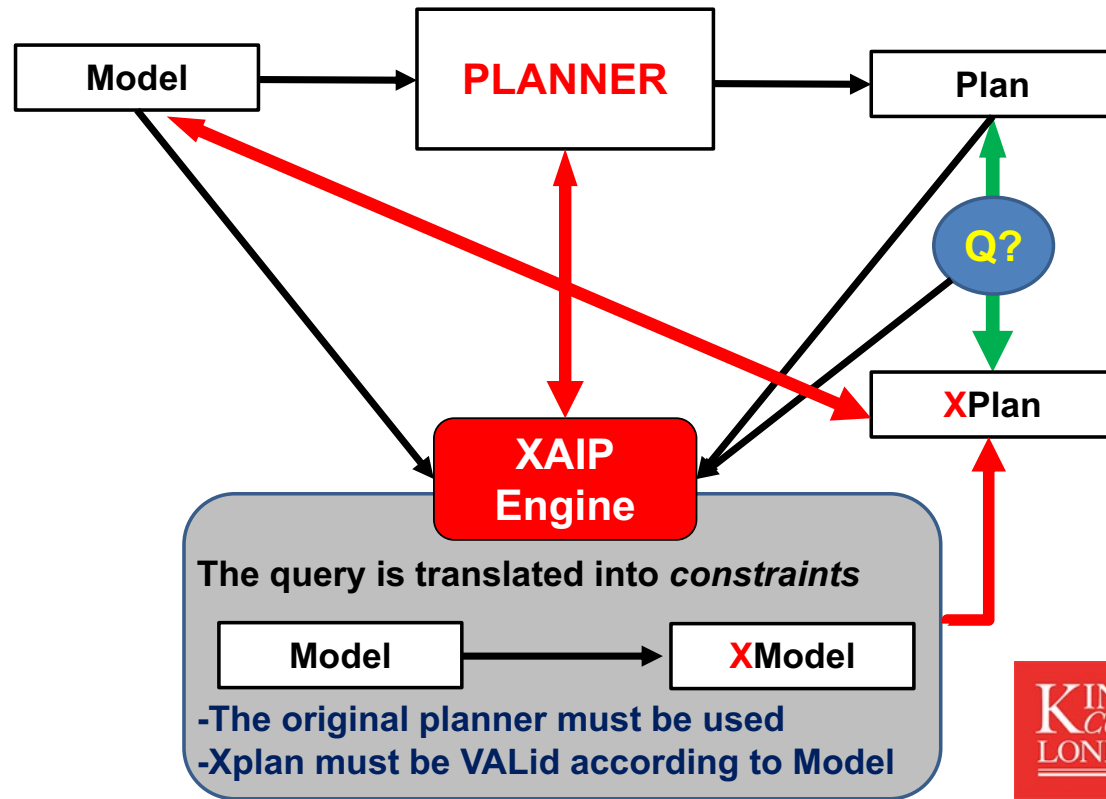 Model
PLANNER
Plan
Q?
XPlan
XAIP
Engine
The query is translated into constraints
Model
XModel
-The original planner must be used
-Xplan must be VALid according to Model